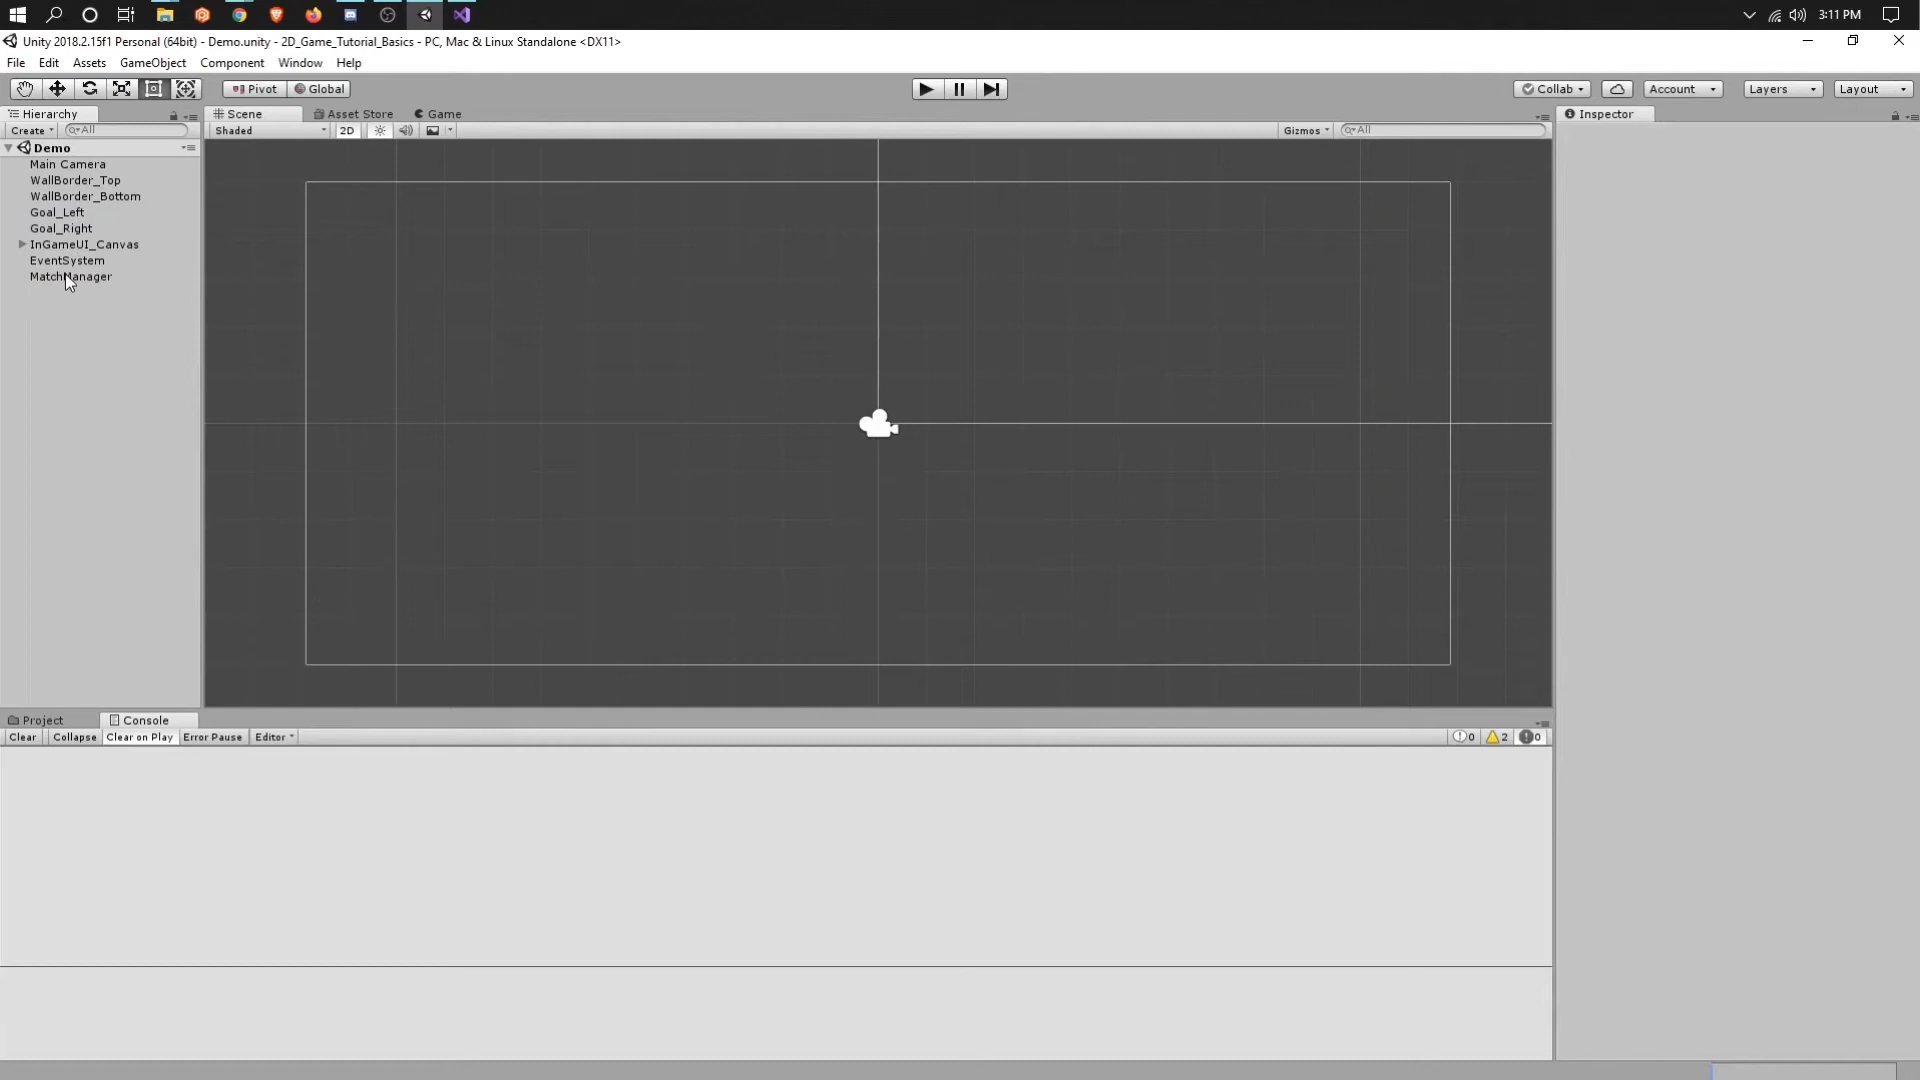 3:11 PM
Unity 2018.2.15f1 Personal (64bit) - Demo.unity - 2D_Game_Tutorial_Basics - PC, Mac & Linux Standalone <DX11>
File Edit Assets GameObject Component Window Help
Pivot Global Collab Account Layers Layout
Hierarchy Scene Asset Store Game Inspector
Create All Shaded 2D Gizmos All
Demo
Main Camera
WallBorder_Top
WallBorder_Bottom
Goal_Left
Goal_Right
InGameUI_Canvas
EventSystem
MatchManager
Project Console
Clear Collapse Clear on Play Error Pause Editor 0 2 0